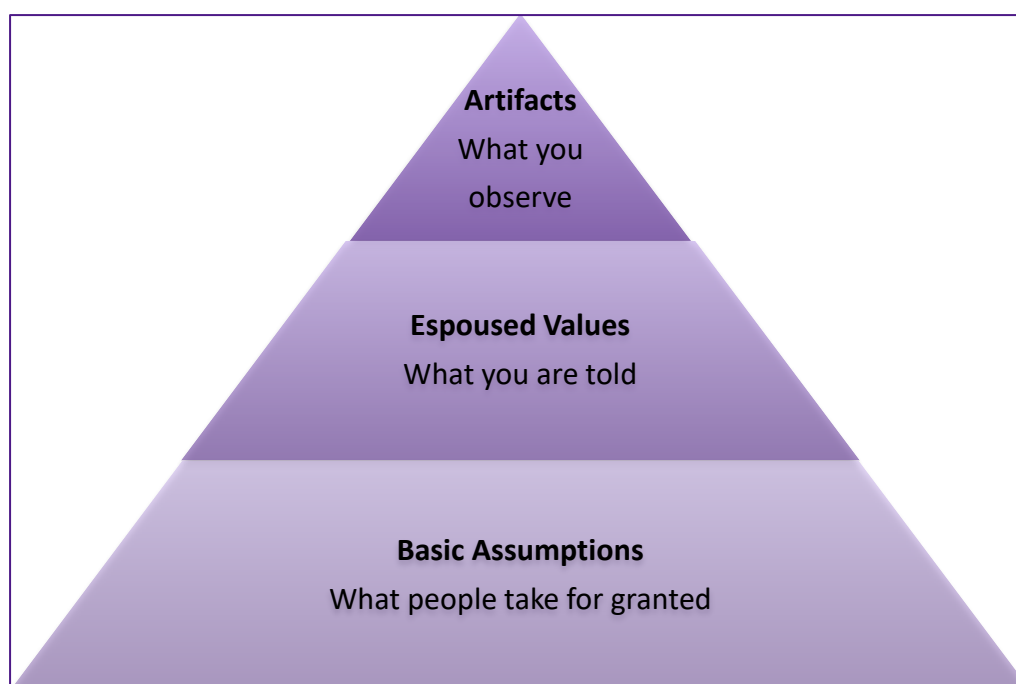 Artifacts
What you
observe
Espoused Values
What you are told
Basic Assumptions
What people take for granted